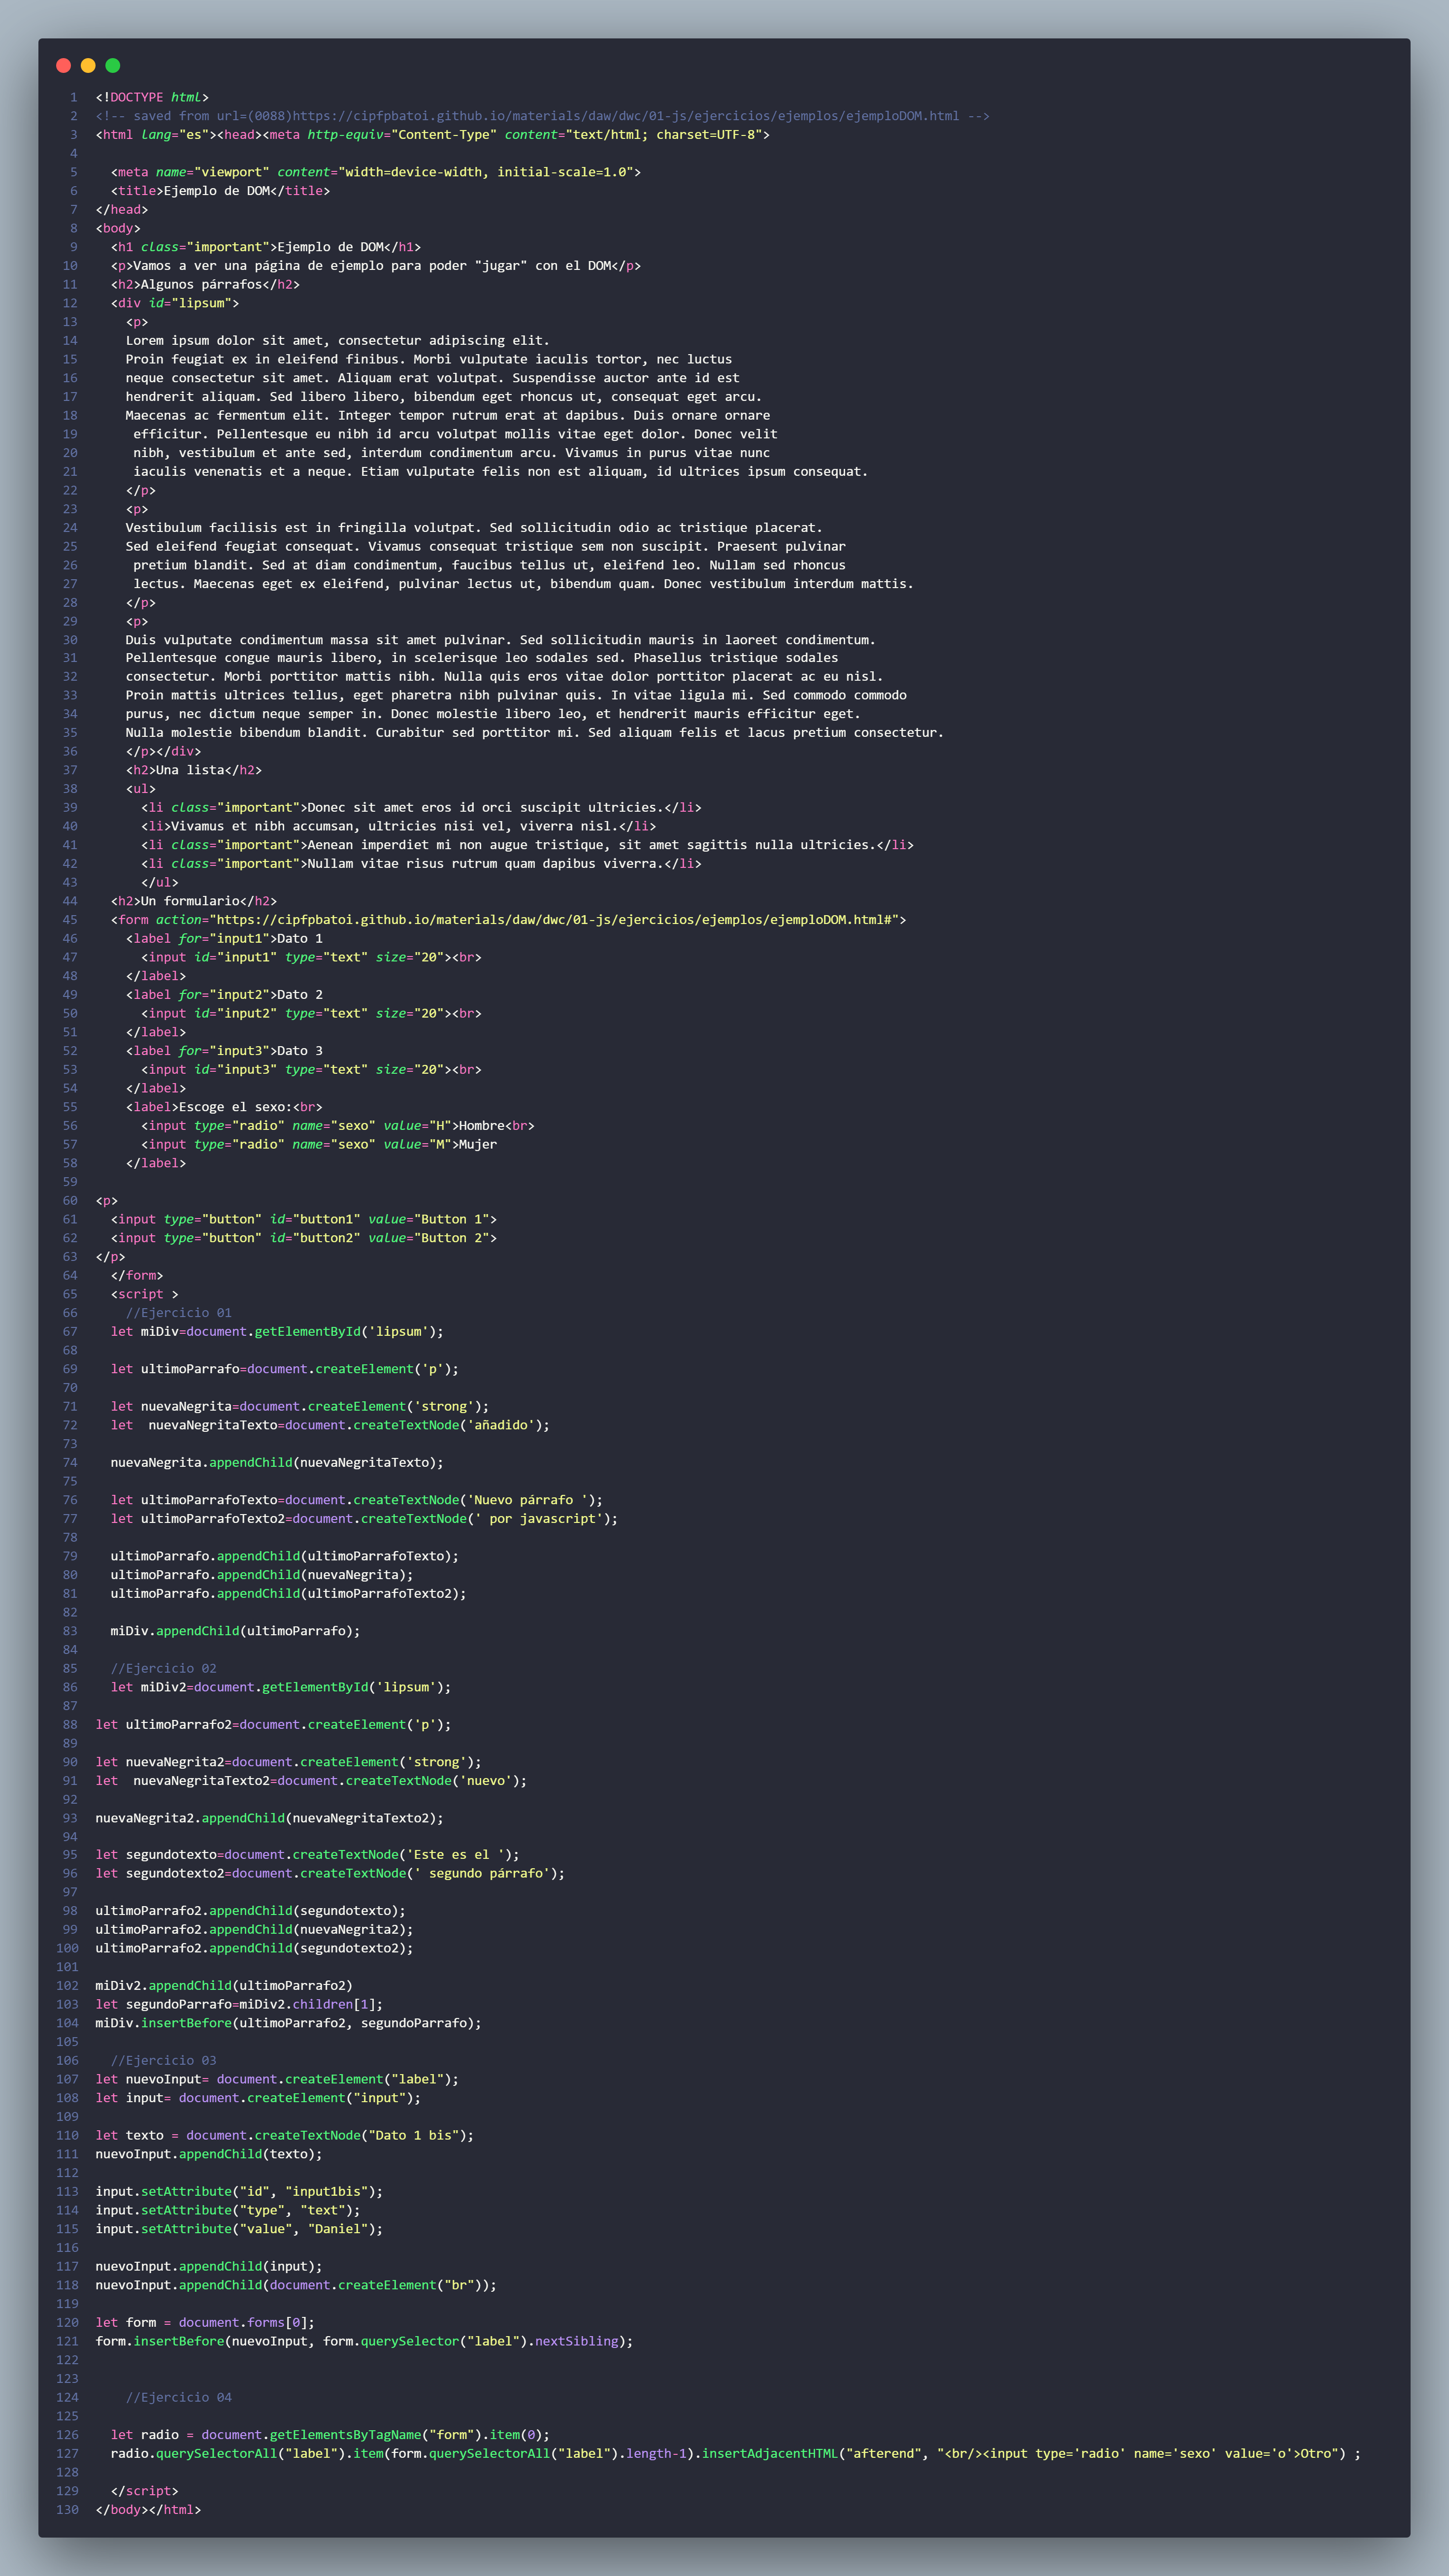 1 <!DOCTYPE html>
2 <!-- saved from url=(0088)https://cipfpbatoi.github.io/materials/daw/dwc/01-js/ejercicios/ejemplos/ejemploDOM.html -->
3 <html lang="es"><head><meta http-equiv="Content-Type" content="text/html; charset=UTF-8">
4
5   <meta name="viewport" content="width=device-width, initial-scale=1.0">
6   <title>Ejemplo de DOM</title>
7 </head>
8 <body>
9   <h1 class="important">Ejemplo de DOM</h1>
10   <p>Vamos a ver una página de ejemplo para poder "jugar" con el DOM</p>
11   <h2>Algunos párrafos</h2>
12   <div id="lipsum">
13     <p>
14     Lorem ipsum dolor sit amet, consectetur adipiscing elit.
15     Proin feugiat ex in eleifend finibus. Morbi vulputate iaculis tortor, nec luctus
16     neque consectetur sit amet. Aliquam erat volutpat. Suspendisse auctor ante id est
17     hendrerit aliquam. Sed libero libero, bibendum eget rhoncus ut, consequat eget arcu.
18     Maecenas ac fermentum elit. Integer tempor rutrum erat at dapibus. Duis ornare ornare
19      efficitur. Pellentesque eu nibh id arcu volutpat mollis vitae eget dolor. Donec velit
20      nibh, vestibulum et ante sed, interdum condimentum arcu. Vivamus in purus vitae nunc
21      iaculis venenatis et a neque. Etiam vulputate felis non est aliquam, id ultrices ipsum consequat.
22     </p>
23     <p>
24     Vestibulum facilisis est in fringilla volutpat. Sed sollicitudin odio ac tristique placerat.
25     Sed eleifend feugiat consequat. Vivamus consequat tristique sem non suscipit. Praesent pulvinar
26      pretium blandit. Sed at diam condimentum, faucibus tellus ut, eleifend leo. Nullam sed rhoncus
27      lectus. Maecenas eget ex eleifend, pulvinar lectus ut, bibendum quam. Donec vestibulum interdum mattis.
28     </p>
29     <p>
30     Duis vulputate condimentum massa sit amet pulvinar. Sed sollicitudin mauris in laoreet condimentum.
31     Pellentesque congue mauris libero, in scelerisque leo sodales sed. Phasellus tristique sodales
32     consectetur. Morbi porttitor mattis nibh. Nulla quis eros vitae dolor porttitor placerat ac eu nisl.
33     Proin mattis ultrices tellus, eget pharetra nibh pulvinar quis. In vitae ligula mi. Sed commodo commodo
34     purus, nec dictum neque semper in. Donec molestie libero leo, et hendrerit mauris efficitur eget.
35     Nulla molestie bibendum blandit. Curabitur sed porttitor mi. Sed aliquam felis et lacus pretium consectetur.
36     </p></div>
37     <h2>Una lista</h2>
38     <ul>
39       <li class="important">Donec sit amet eros id orci suscipit ultricies.</li>
40       <li>Vivamus et nibh accumsan, ultricies nisi vel, viverra nisl.</li>
41       <li class="important">Aenean imperdiet mi non augue tristique, sit amet sagittis nulla ultricies.</li>
42       <li class="important">Nullam vitae risus rutrum quam dapibus viverra.</li>
43       </ul>
44   <h2>Un formulario</h2>
45   <form action="https://cipfpbatoi.github.io/materials/daw/dwc/01-js/ejercicios/ejemplos/ejemploDOM.html#">
46     <label for="input1">Dato 1
47       <input id="input1" type="text" size="20"><br>
48     </label>
49     <label for="input2">Dato 2
50       <input id="input2" type="text" size="20"><br>
51     </label>
52     <label for="input3">Dato 3
53       <input id="input3" type="text" size="20"><br>
54     </label>
55     <label>Escoge el sexo:<br>
56       <input type="radio" name="sexo" value="H">Hombre<br>
57       <input type="radio" name="sexo" value="M">Mujer
58     </label>
59
60 <p>
61   <input type="button" id="button1" value="Button 1">
62   <input type="button" id="button2" value="Button 2">
63 </p>
64   </form>
65   <script >
66     //Ejercicio 01
67   let miDiv=document.getElementById('lipsum');
68
69   let ultimoParrafo=document.createElement('p');
70
71   let nuevaNegrita=document.createElement('strong');
72   let  nuevaNegritaTexto=document.createTextNode('añadido');
73
74   nuevaNegrita.appendChild(nuevaNegritaTexto);
75
76   let ultimoParrafoTexto=document.createTextNode('Nuevo párrafo ');
77   let ultimoParrafoTexto2=document.createTextNode(' por javascript');
78
79   ultimoParrafo.appendChild(ultimoParrafoTexto);
80   ultimoParrafo.appendChild(nuevaNegrita);
81   ultimoParrafo.appendChild(ultimoParrafoTexto2);
82
83   miDiv.appendChild(ultimoParrafo);
84
85   //Ejercicio 02
86   let miDiv2=document.getElementById('lipsum');
87
88 let ultimoParrafo2=document.createElement('p');
89
90 let nuevaNegrita2=document.createElement('strong');
91 let  nuevaNegritaTexto2=document.createTextNode('nuevo');
92
93 nuevaNegrita2.appendChild(nuevaNegritaTexto2);
94
95 let segundotexto=document.createTextNode('Este es el ');
96 let segundotexto2=document.createTextNode(' segundo párrafo');
97
98 ultimoParrafo2.appendChild(segundotexto);
99 ultimoParrafo2.appendChild(nuevaNegrita2);
100 ultimoParrafo2.appendChild(segundotexto2);
101
102 miDiv2.appendChild(ultimoParrafo2)
103 let segundoParrafo=miDiv2.children[1];
104 miDiv.insertBefore(ultimoParrafo2, segundoParrafo);
105
106   //Ejercicio 03
107 let nuevoInput= document.createElement("label");
108 let input= document.createElement("input");
109
110 let texto = document.createTextNode("Dato 1 bis");
111 nuevoInput.appendChild(texto);
112
113 input.setAttribute("id", "input1bis");
114 input.setAttribute("type", "text");
115 input.setAttribute("value", "Daniel");
116
117 nuevoInput.appendChild(input);
118 nuevoInput.appendChild(document.createElement("br"));
119
120 let form = document.forms[0];
121 form.insertBefore(nuevoInput, form.querySelector("label").nextSibling);
122
123
124     //Ejercicio 04
125
126   let radio = document.getElementsByTagName("form").item(0);
127   radio.querySelectorAll("label").item(form.querySelectorAll("label").length-1).insertAdjacentHTML("afterend", "<br/><input type='radio' name='sexo' value='o'>Otro") ;
128
129   </script>
130 </body></html>